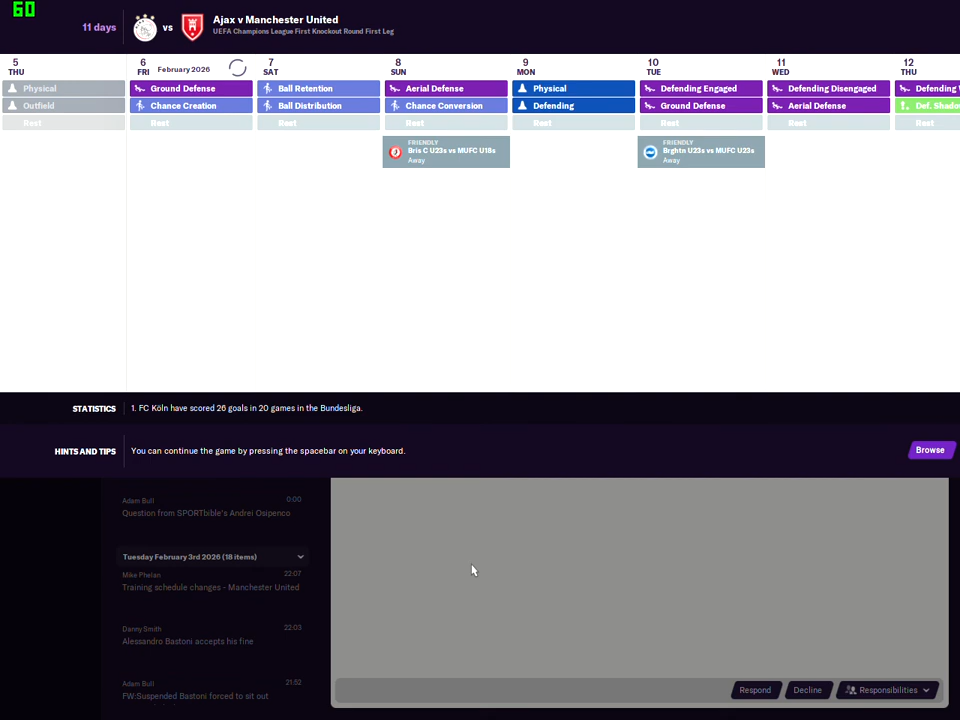 60
11 days
vs
Ajax v Manchester United
UEFA Champions League First Knockout Round First Leg
5
THU
6
FRI
February 2026
7
SAT
8
SUN
9
MON
10
TUE
11
WED
12
THU
Physical
Ground Defense
Ball Retention
Aerial Defense
Physical
Defending Engaged
Defending Disengaged
Defending
Outfield
Chance Creation
Ball Distribution
Chance Conversion
Defending
Ground Defense
Aerial Defense
Def. Shado
Rest
Rest
Rest
Rest
Rest
Rest
Rest
FRIENDLY
Bris C U23s vs MUFC U18s
Away
FRIENDLY
Brghtn U23s vs MUFC U23s
Away
STATISTICS
1. FC Köln have scored 26 goals in 20 games in the Bundesliga.
HINTS AND TIPS
You can continue the game by pressing the spacebar on your keyboard.
Browse
Adam Bull 0:00
Question from SPORTbible's Andrei Osipenco
Tuesday February 3rd 2026 (18 items)
Mike Phelan 22:07
Training schedule changes - Manchester United
Danny Smith 22:03
Alessandro Bastoni accepts his fine
Adam Bull 21:52
FW:Suspended Bastoni forced to sit out
Respond
Decline
Responsibilities